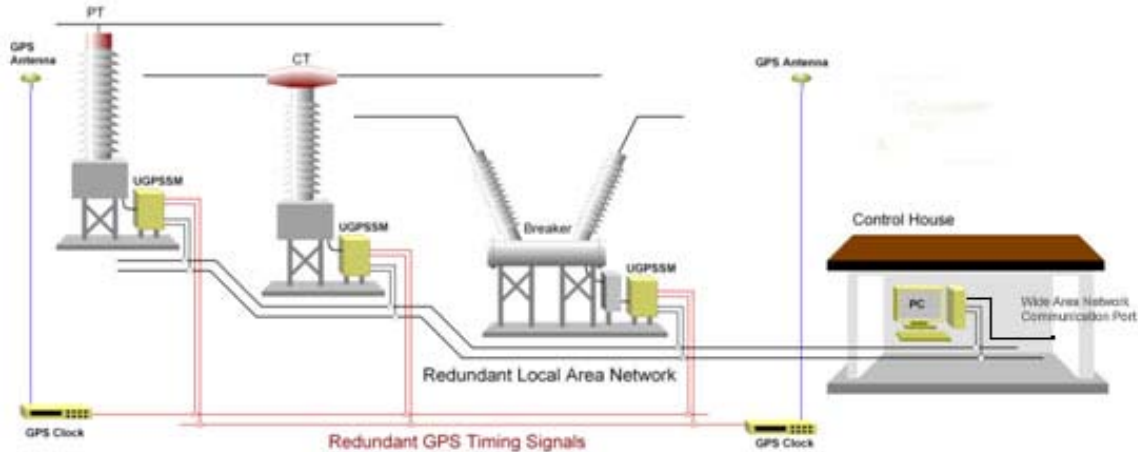 PT
GPS
Antenna
CT
GPS Antenna
UGPSSM
UGPSSM
Breaker
UGPSSM
Control House
PC
Wide Area Network
Communication Port
Redundant Local Area Network
GPS Clock
Redundant GPS Timing Signals
GPS Clock